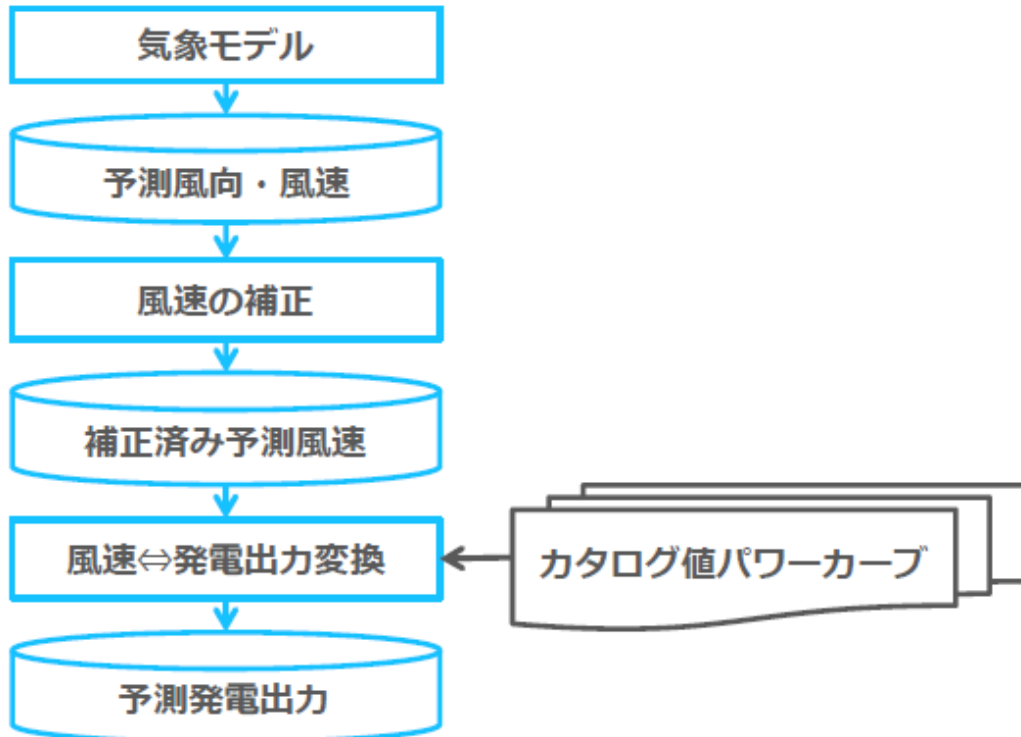 気象モデル
予測風向・風速
風速の補正
補正済み予測風速
風速⇔発電出力変換
カタログ値パワーカーブ
予測発電出力